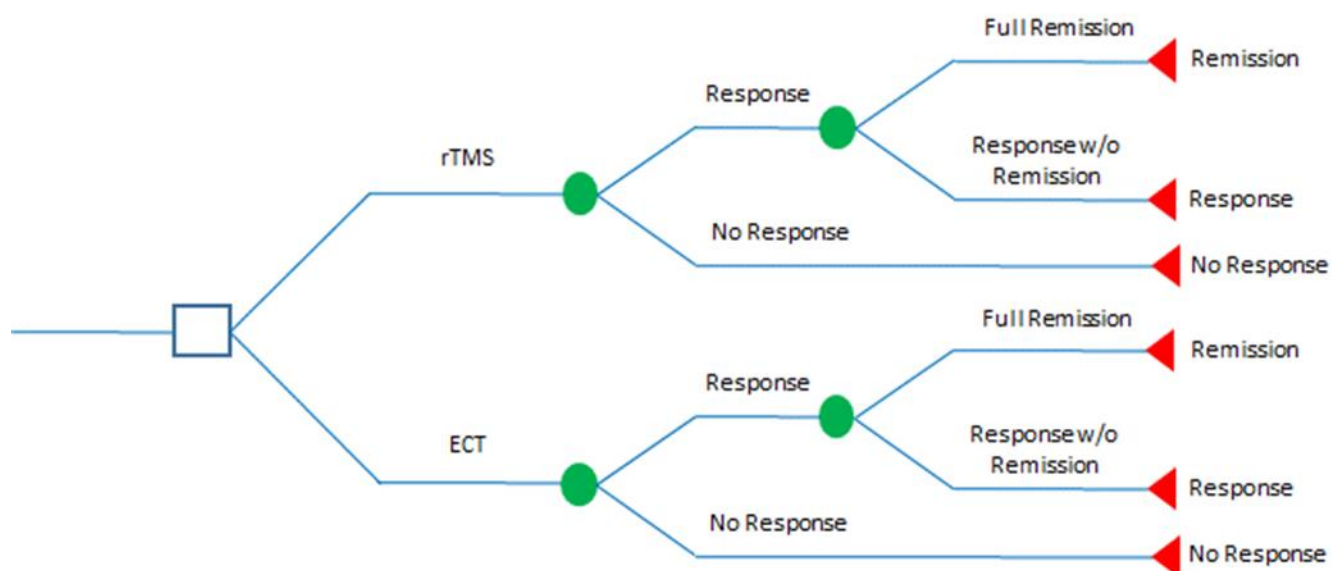 Full Remission
Remission
Response
rTMS
Response w/o
Remission
Response
No Response
No Response
Full Remission
Remission
Response
ECT
Response w/o
Remission
Response
No Response
No Response